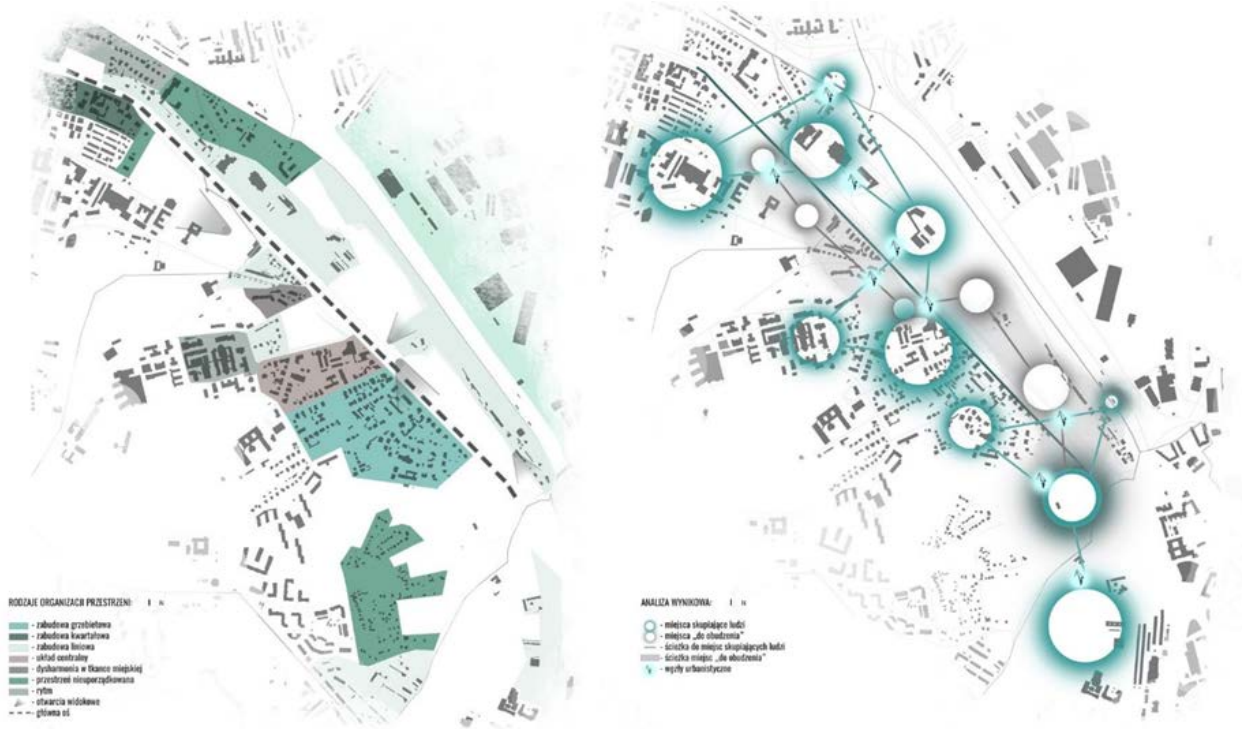 RODZAJE ORGANIZACJI PRZESTRZENI:
- zabudowa grzebietowa
- zabudowa kwartałowa
- zabudowa liniowa
- układ centralny
- dysharmonia w tkance miejskiej
- przestrzeń nieuporządkowana
- rytm
- otwarcia widokowe
- główna oś
ANALIZA WYNIKOWA:
- miejsca skupiające ludzi
- miejsca „do obudzenia"
- ścieżka do miejsc skupiających ludzi
- ścieżka miejsc „do obudzenia"
- węzły urbanistyczne